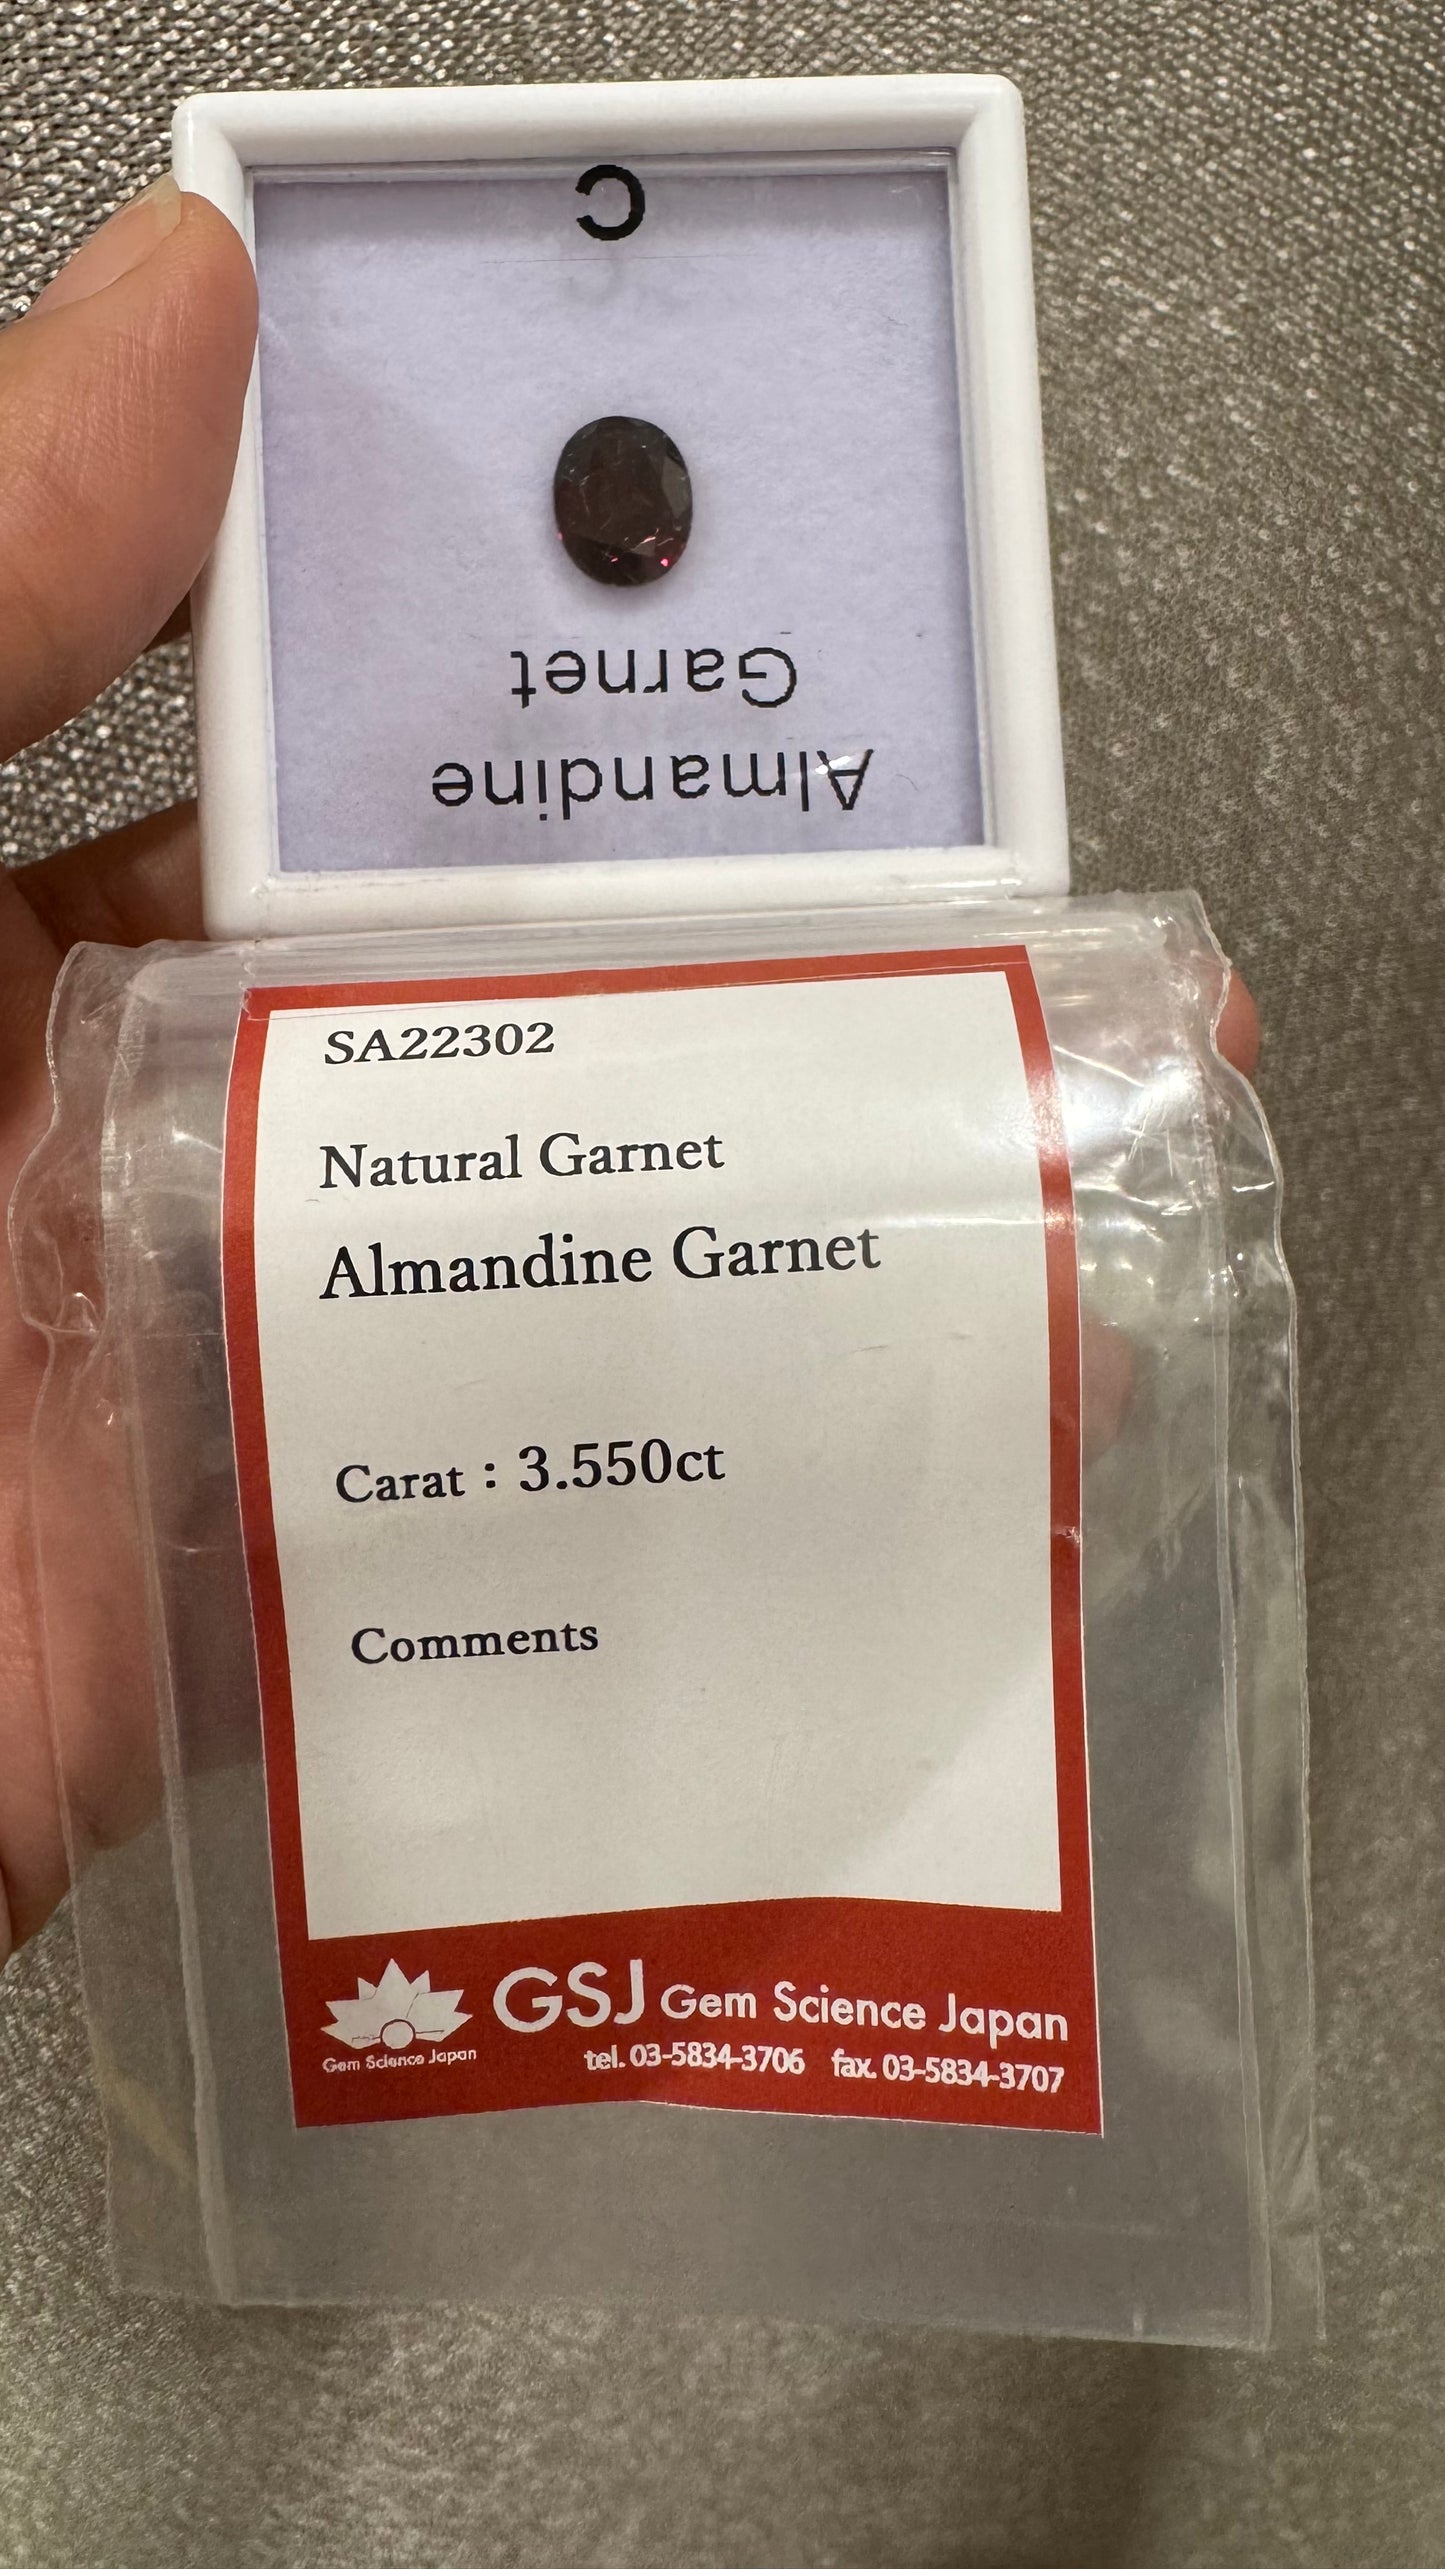 C
Almandine
Garnet
SA22302
Natural Garnet
Almandine Garnet
Carat : 3.550ct
Comments
Gem Science Japan
GSJ Gem Science Japan
tel. 03-5834-3706 fax. 03-5834-3707